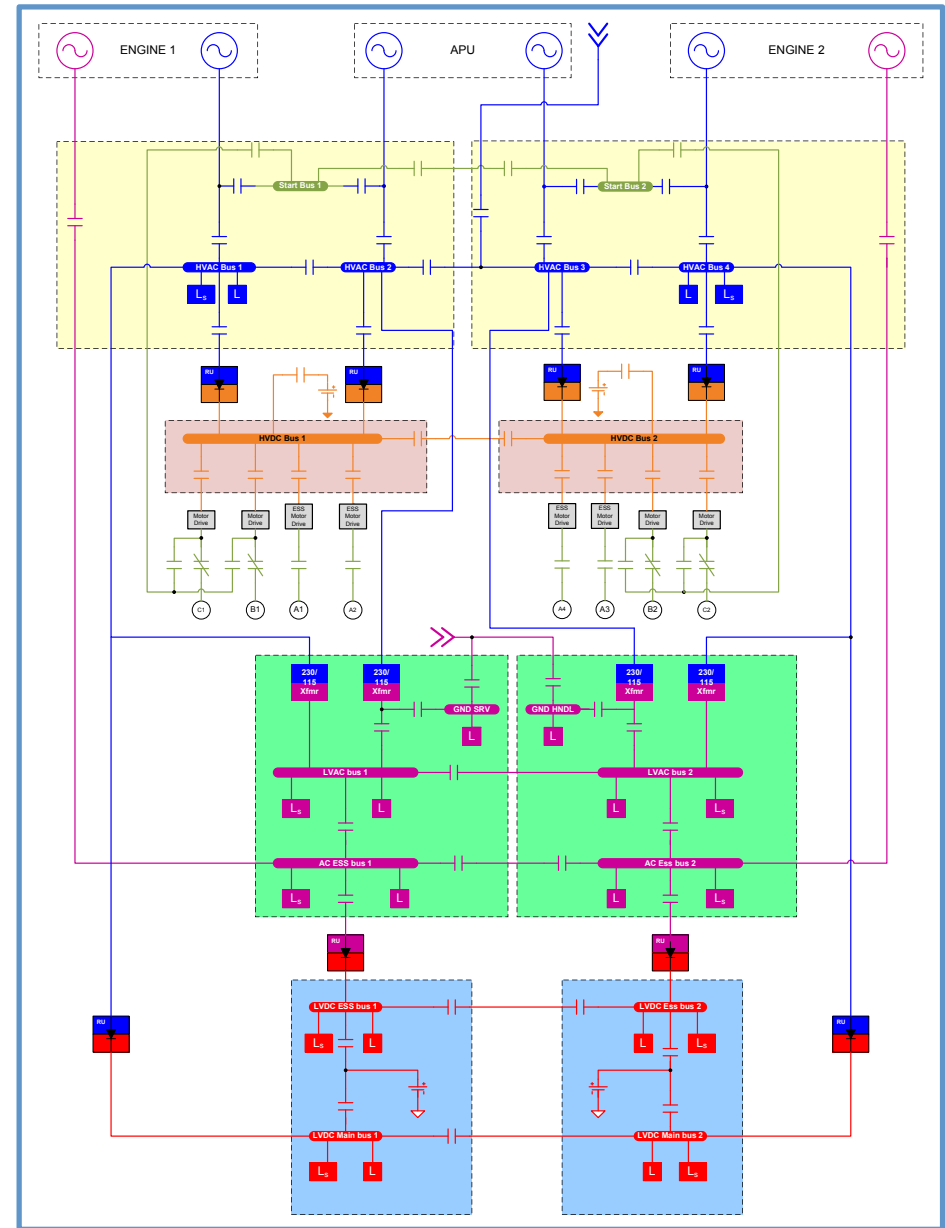 ENGINE 1
APU
ENGINE 2
Start Bus 1
Start Bus 2
HVAC Bus 1
HVAC Bus 2
HVAC Bus 3
HVAC Bus 4
Ls
L
L
Ls
RU
RU
RU
RU
HVDC Bus 1
HVDC Bus 2
Motor
Drive
Motor
Drive
ESS
Motor
Drive
ESS
Motor
Drive
ESS
Motor
Drive
ESS
Motor
Drive
Motor
Drive
Motor
Drive
C1
B1
A1
A2
A4
A3
B2
C2
230/
115
Xfmr
230/
115
Xfmr
230/
115
Xfmr
230/
115
Xfmr
GND SRV
GND HNDL
L
L
LVAC bus 1
LVAC bus 2
Ls
L
L
Ls
AC ESS bus 1
AC Ess bus 2
Ls
L
L
Ls
RU
RU
LVDC ESS bus 1
LVDC Ess bus 2
RU
RU
Ls
L
L
Ls
LVDC Main bus 1
LVDC Main bus 2
Ls
L
L
Ls